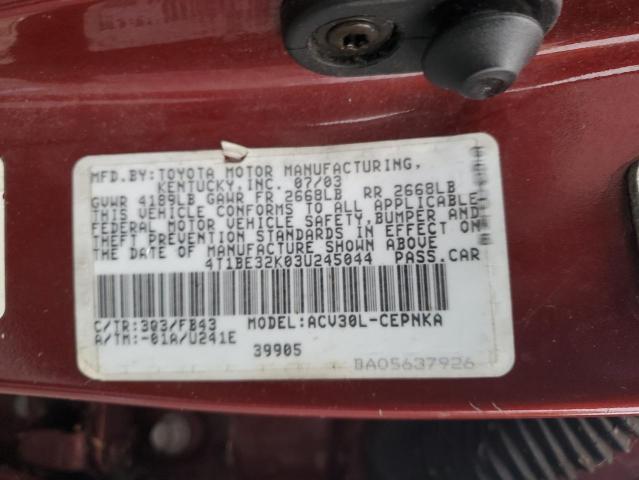 MFD.BY:TOYOTA MOTOR MANUFACTURING,
KENTUCKY,INC. 07/03
GVWR 4189LB GAWR FR 2668LB RR 2668LB
THIS VEHICLE CONFORMS TO ALL APPLICABLE
FEDERAL MOTOR VEHICLE SAFETY,BUMPER AND
THEFT PREVENTION STANDARDS IN EFFECT ON
THE DATE OF MANUFACTURE SHOWN ABOVE
4T1BE32K03U245044 PASS.CAR
C/TR:3Q3/FB43 MODEL:ACV30L-CEPNKA
A/TM:-01A/U241E
39905
BA05637926